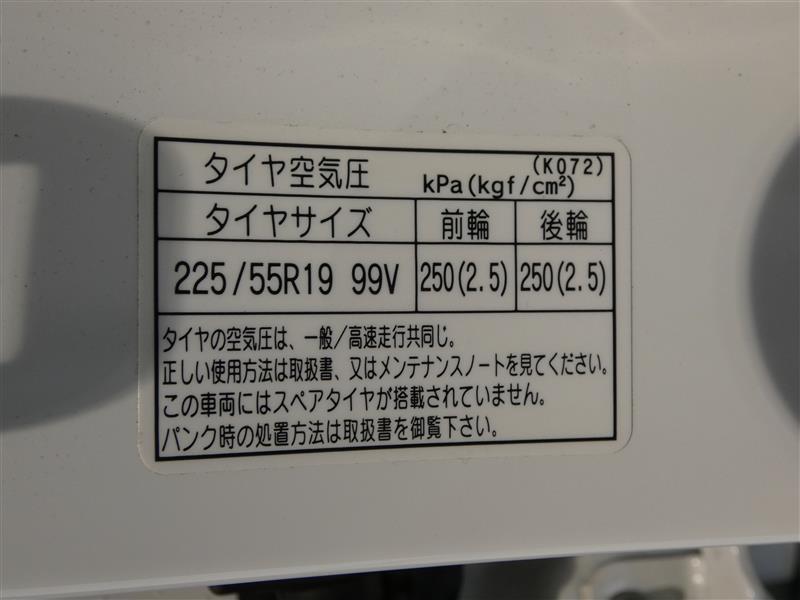 タイヤ空気圧 kPa(kgf/cm²) (K072)
タイヤサイズ 前輪 後輪
225/55R19 99V 250(2.5) 250(2.5)
タイヤの空気圧は、一般/高速走行共同じ。
正しい使用方法は取扱書、又はメンテナンスノートを見てください。
この車両にはスペアタイヤが搭載されていません。
パンク時の処置方法は取扱書を御覧下さい。